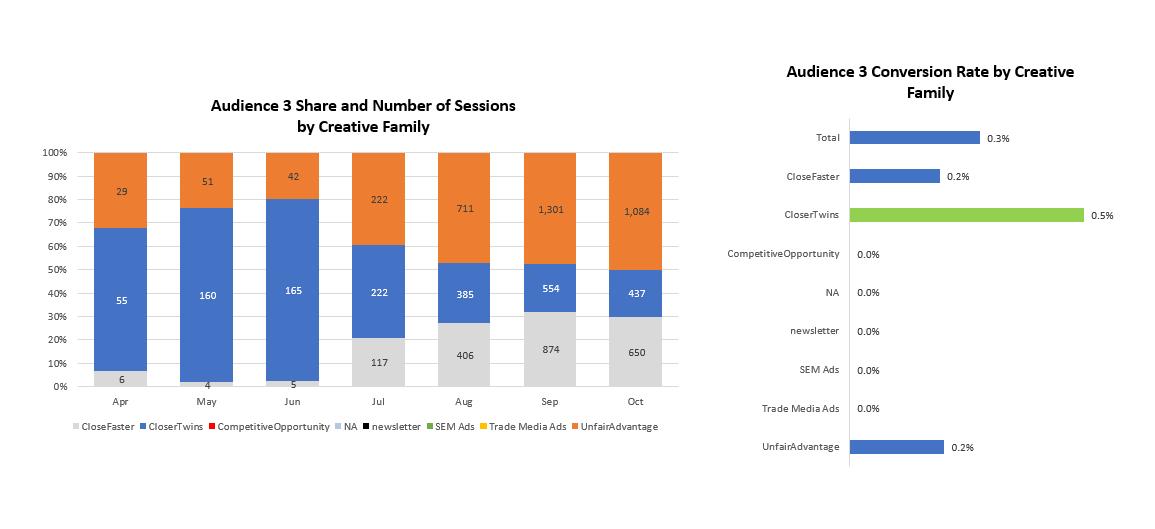 Audience 3 Share and Number of Sessions
by Creative Family
100%
90%
80%
70%
60%
50%
40%
30%
20%
10%
0%
29
51
42
222
711
1,301
1,084
55
160
165
222
385
554
437
6
4
5
117
406
874
650
Apr
May
Jun
Jul
Aug
Sep
Oct
CloseFaster CloserTwins CompetitiveOpportunity NA newsletter SEM Ads Trade Media Ads UnfairAdvantage
Audience 3 Conversion Rate by Creative
Family
Total 0.3%
CloseFaster 0.2%
CloserTwins 0.5%
CompetitiveOpportunity 0.0%
NA 0.0%
newsletter 0.0%
SEM Ads 0.0%
Trade Media Ads 0.0%
UnfairAdvantage 0.2%